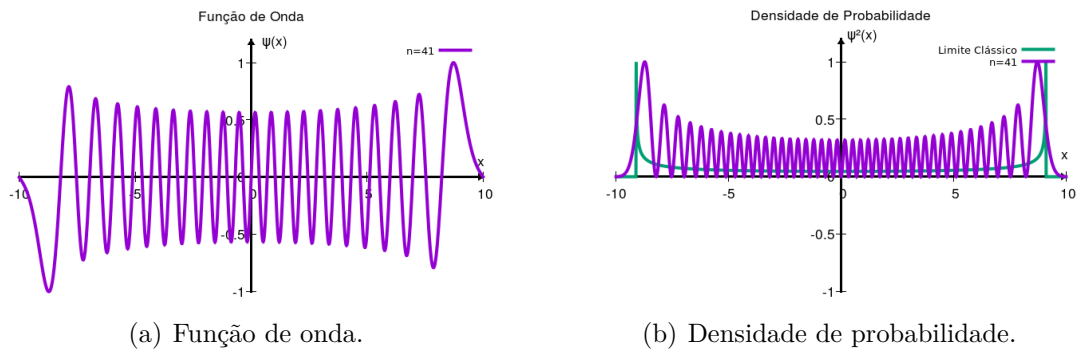 Função de Onda
ψ(x)
n=41
1
0.5
x
-10
-5
0
0
5
10
-0.5
-1
(a) Função de onda.
Densidade de Probabilidade
ψ²(x)
Limite Clássico
n=41
1
0.5
x
-10
-5
0
0
5
10
-0.5
-1
(b) Densidade de probabilidade.